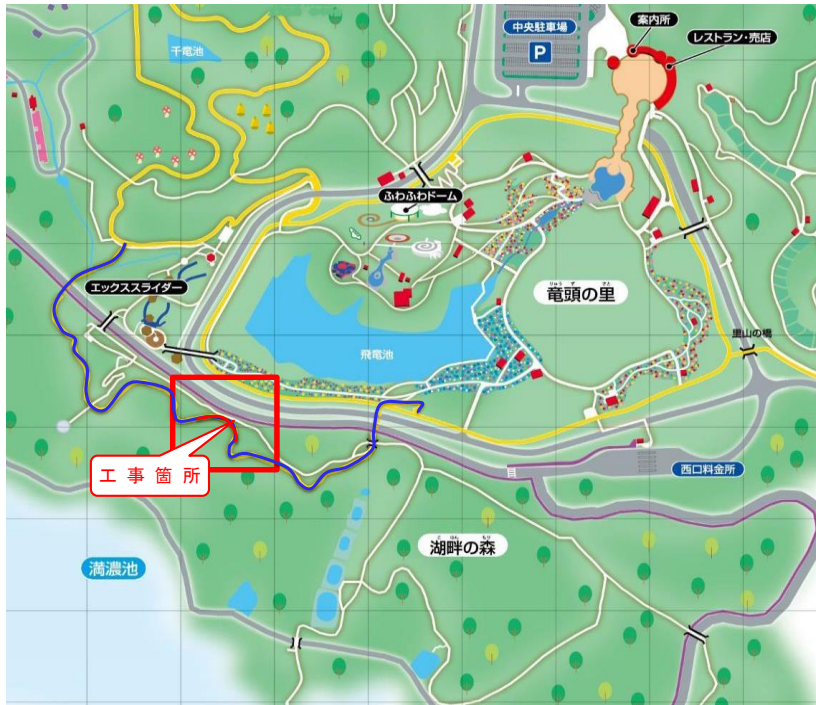 案内所
中央駐車場
P
レストラン・売店
千竜池
ふわふわドーム
エックススライダー
りゅう ず さと
竜頭の里
里山の橋
飛竜池
工事箇所
西口料金所
こ はん もり
湖畔の森
満濃池